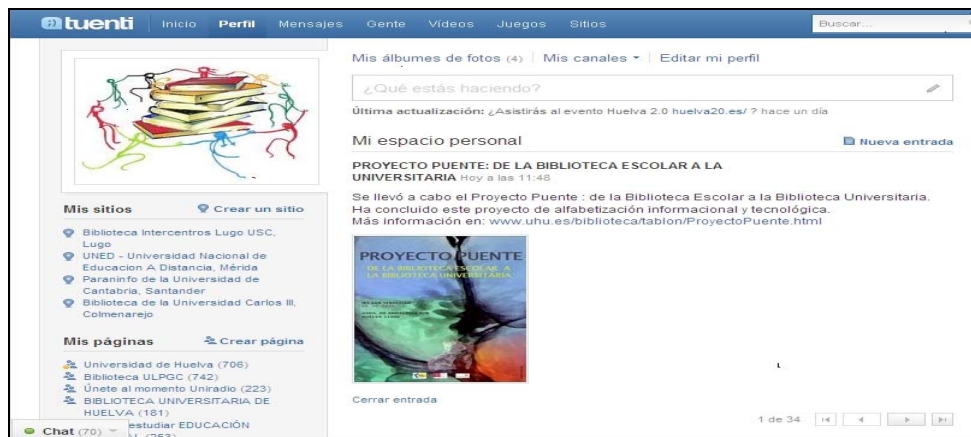 tuenti Inicio Perfil Mensajes Gente Vídeos Juegos Sitios Buscar...
Mis álbumes de fotos (4) Mis canales Editar mi perfil
¿Qué estás haciendo?
Última actualización: ¿Asistirás al evento Huelva 2.0 huelva20.es/ ? hace un día
Mi espacio personal Nueva entrada
PROYECTO PUENTE: DE LA BIBLIOTECA ESCOLAR A LA
UNIVERSITARIA Hoy a las 11:48
Se llevó a cabo el Proyecto Puente : de la Biblioteca Escolar a la Biblioteca Universitaria.
Ha concluido este proyecto de alfabetización informacional y tecnológica.
Más información en: www.uhu.es/biblioteca/tablon/ProyectoPuente.html
PROYECTO PUENTE
DE LA BIBLIOTECA ESCOLAR A
LA BIBLIOTECA UNIVERSITARIA
Cerrar entrada
1 de 34
Mis sitios Crear un sitio
Biblioteca Intercentros Lugo USC,
Lugo
UNED - Universidad Nacional de
Educacion A Distancia, Mérida
Paraninfo de la Universidad de
Cantabria, Santander
Biblioteca de la Universidad Carlos III,
Colmenarejo
Mis páginas Crear página
Universidad de Huelva (706)
Biblioteca ULPGC (742)
Únete al momento Uniradio (223)
BIBLIOTECA UNIVERSITARIA DE
HUELVA (181)
estudiar EDUCACIÓN
Chat (70)